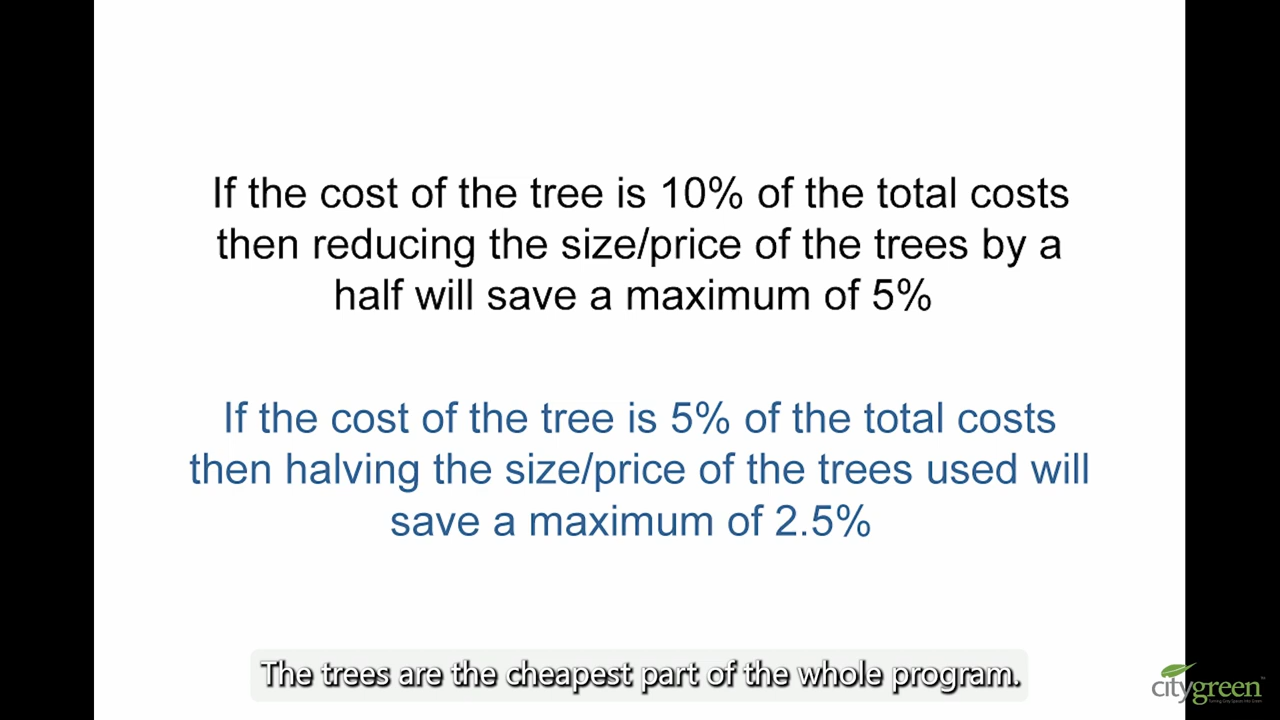 If the cost of the tree is 10% of the total costs
then reducing the size/price of the trees by a
half will save a maximum of 5%
If the cost of the tree is 5% of the total costs
then halving the size/price of the trees used will
save a maximum of 2.5%
The trees are the cheapest part of the whole program.
citygreen